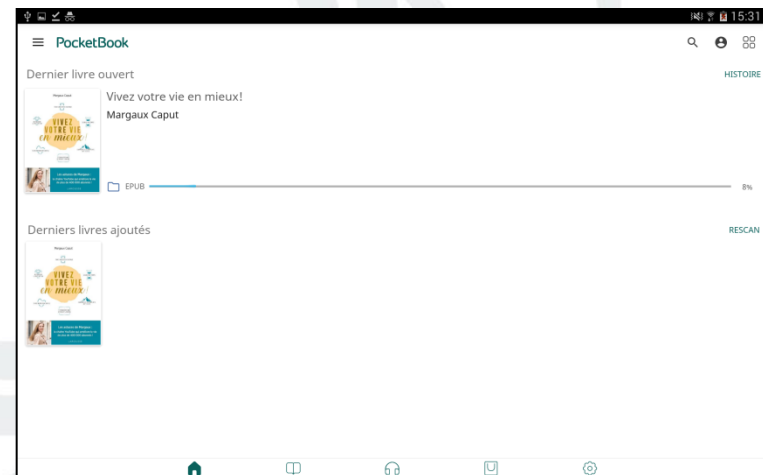 15:31
PocketBook
Dernier livre ouvert
HISTOIRE
Vivez votre vie en mieux!
Margaux Caput
VIVEZ
VOTRE VIE
en mieux!
EPUB
8%
Derniers livres ajoutés
RESCAN
VIVEZ
VOTRE VIE
en mieux!